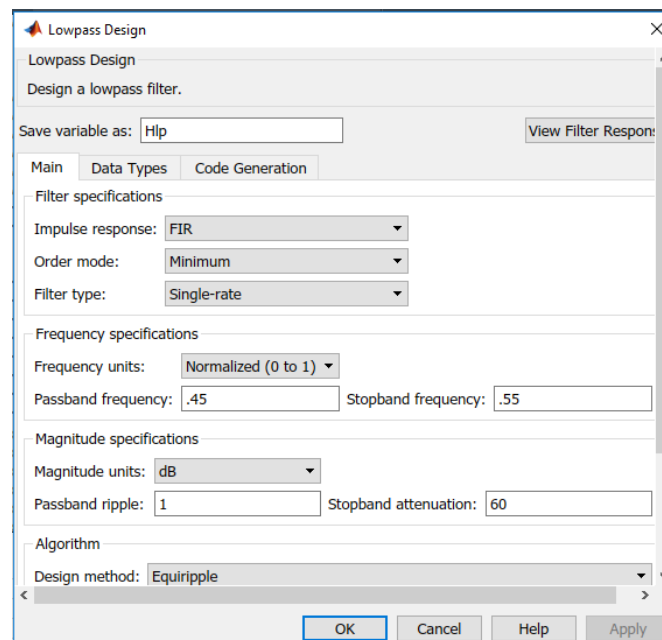 Lowpass Design
Lowpass Design
Design a lowpass filter.
Save variable as: Hlp View Filter Respons
Main Data Types Code Generation
Filter specifications
Impulse response: FIR
Order mode: Minimum
Filter type: Single-rate
Frequency specifications
Frequency units: Normalized (0 to 1)
Passband frequency: .45 Stopband frequency: .55
Magnitude specifications
Magnitude units: dB
Passband ripple: 1 Stopband attenuation: 60
Algorithm
Design method: Equiripple
OK Cancel Help Apply